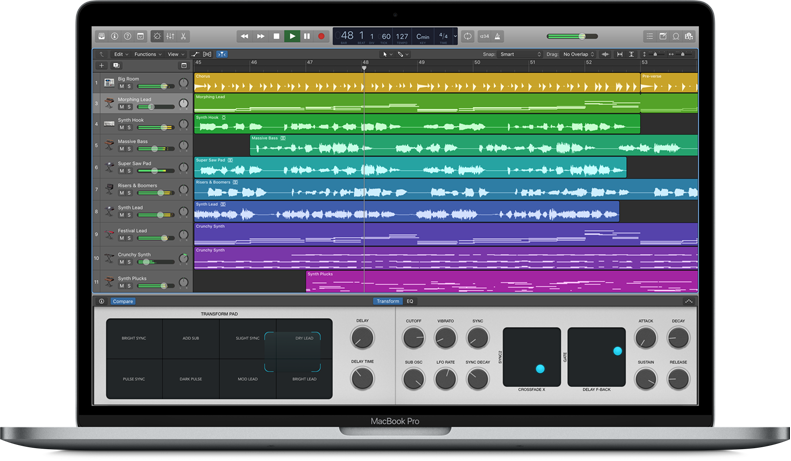 Edit Functions View Snap: Smart Drag: No Overlap
48 1 1 60 127 Cmin 4/4
45 46 47 48 49 50 51 52 53
1 Big Room
M S
Chorus Pre-verse
Morphing Lead
M S
Morphing Lead
4 Synth Hook
M S
Synth Hook
5 Massive Bass
M S
Massive Bass
6 Super Saw Pad
M S
Super Saw Pad
7 Risers & Boomers
M S
Risers & Boomers
8 Synth Lead
M S
Synth Lead
9 Festival Lead
M S
Crunchy Synth
10 Crunchy Synth
M S
Crunchy Synth
11 Synth Plucks
M S
Synth Plucks
Compare Transform EQ
TRANSFORM PAD
BRIGHT SYNC ADD SUB SLIGHT SYNC DRY LEAD
PULSE SYNC DARK PULSE MOD LEAD BRIGHT LEAD
DELAY
DELAY TIME
CUTOFF VIBRATO SYNC
SUB OSC LFO RATE SYNC DECAY
CROSSFADE X
DELAY F-BACK
ATTACK DECAY
SUSTAIN RELEASE
MacBook Pro